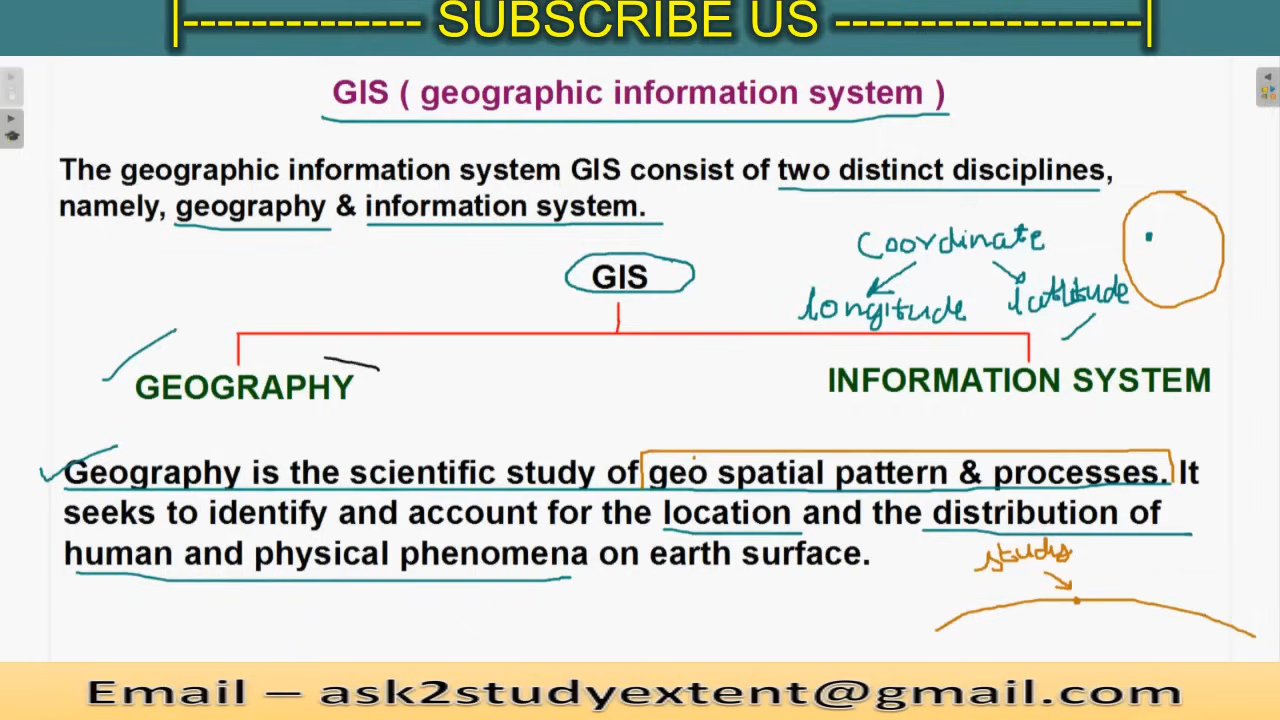 |-------------- SUBSCRIBE US ------------------|
GIS ( geographic information system )
The geographic information system GIS consist of two distinct disciplines,
namely, geography & information system.
Coordinate
GIS
longitude
lattitude
GEOGRAPHY
INFORMATION SYSTEM
Geography is the scientific study of geo spatial pattern & processes. It
seeks to identify and account for the location and the distribution of
human and physical phenomena on earth surface.
study
Email – ask2studyextent@gmail.com